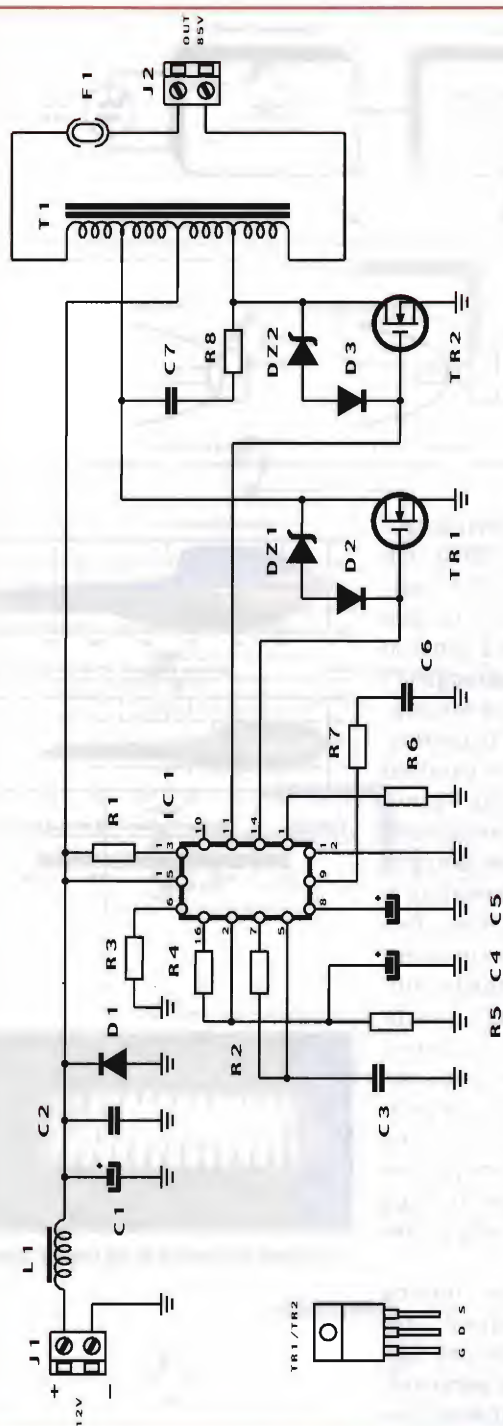 J1
+
−
12V
L1
C1
C2
D1
R3
R1
IC1
6
15
13
16
10
R4
2
11
7
14
R2
5
1
8
9
12
R7
R6
C6
C3
R5
C4
+
C5
+
+
DZ1
D2
TR1
C7
R8
DZ2
D3
TR2
T1
F1
J2
OUT
85V
TR1/TR2
G D S